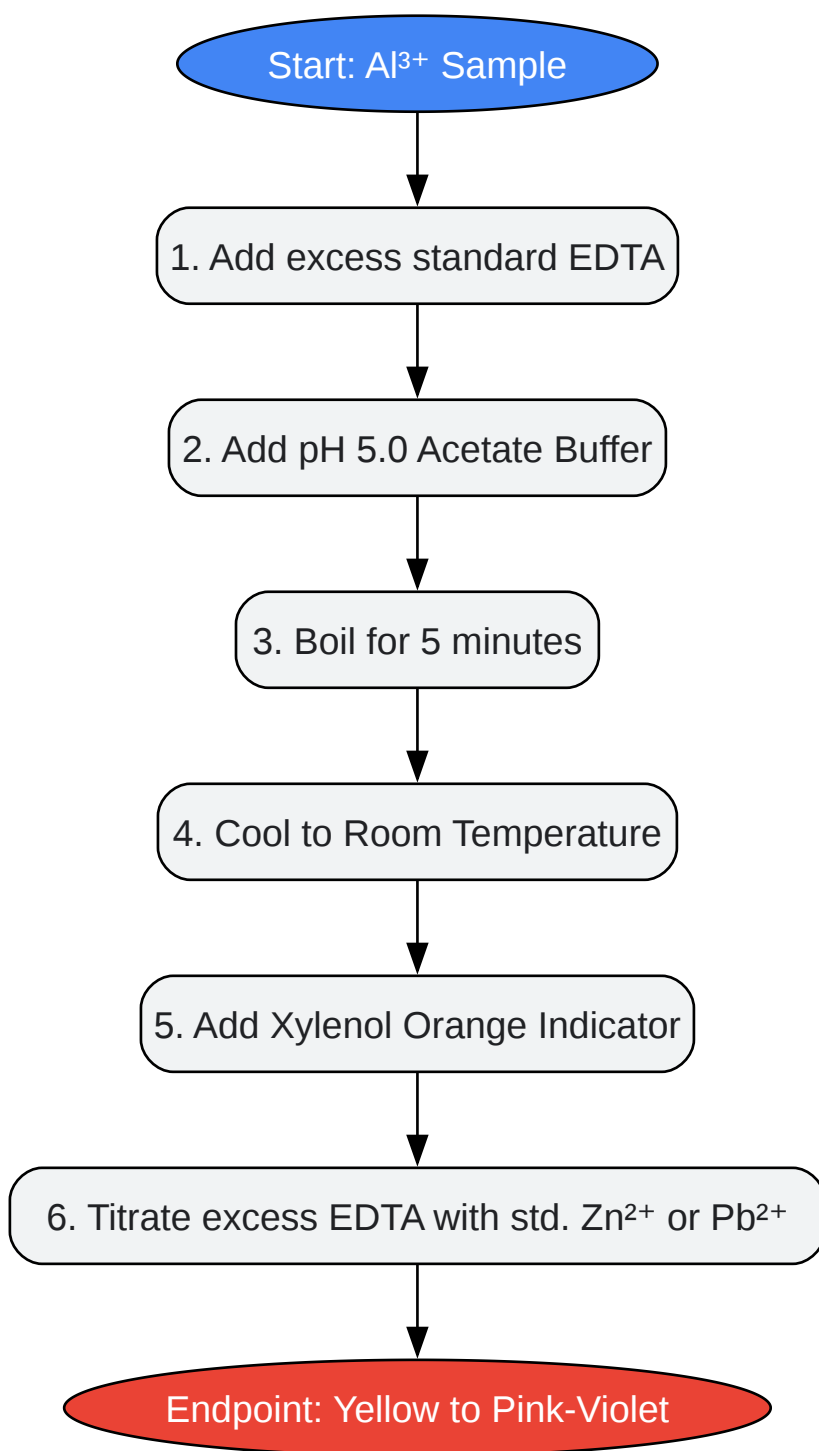 Start: Al³⁺ Sample
1. Add excess standard EDTA
2. Add pH 5.0 Acetate Buffer
3. Boil for 5 minutes
4. Cool to Room Temperature
5. Add Xylenol Orange Indicator
6. Titrate excess EDTA with std. Zn²⁺ or Pb²⁺
Endpoint: Yellow to Pink-Violet